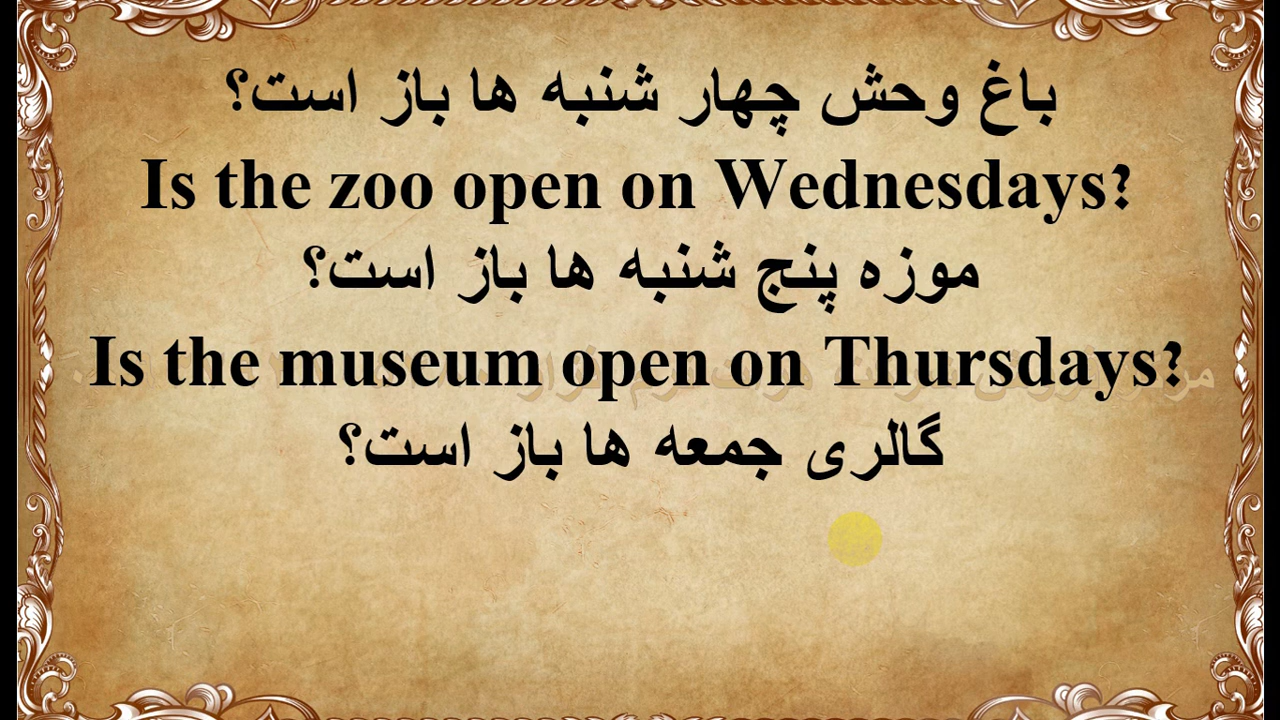 باغ وحش چهار شنبه ها باز است؟
Is the zoo open on Wednesdays؟
موزه پنج شنبه ها باز است؟
Is the museum open on Thursdays؟
گالری جمعه ها باز است؟